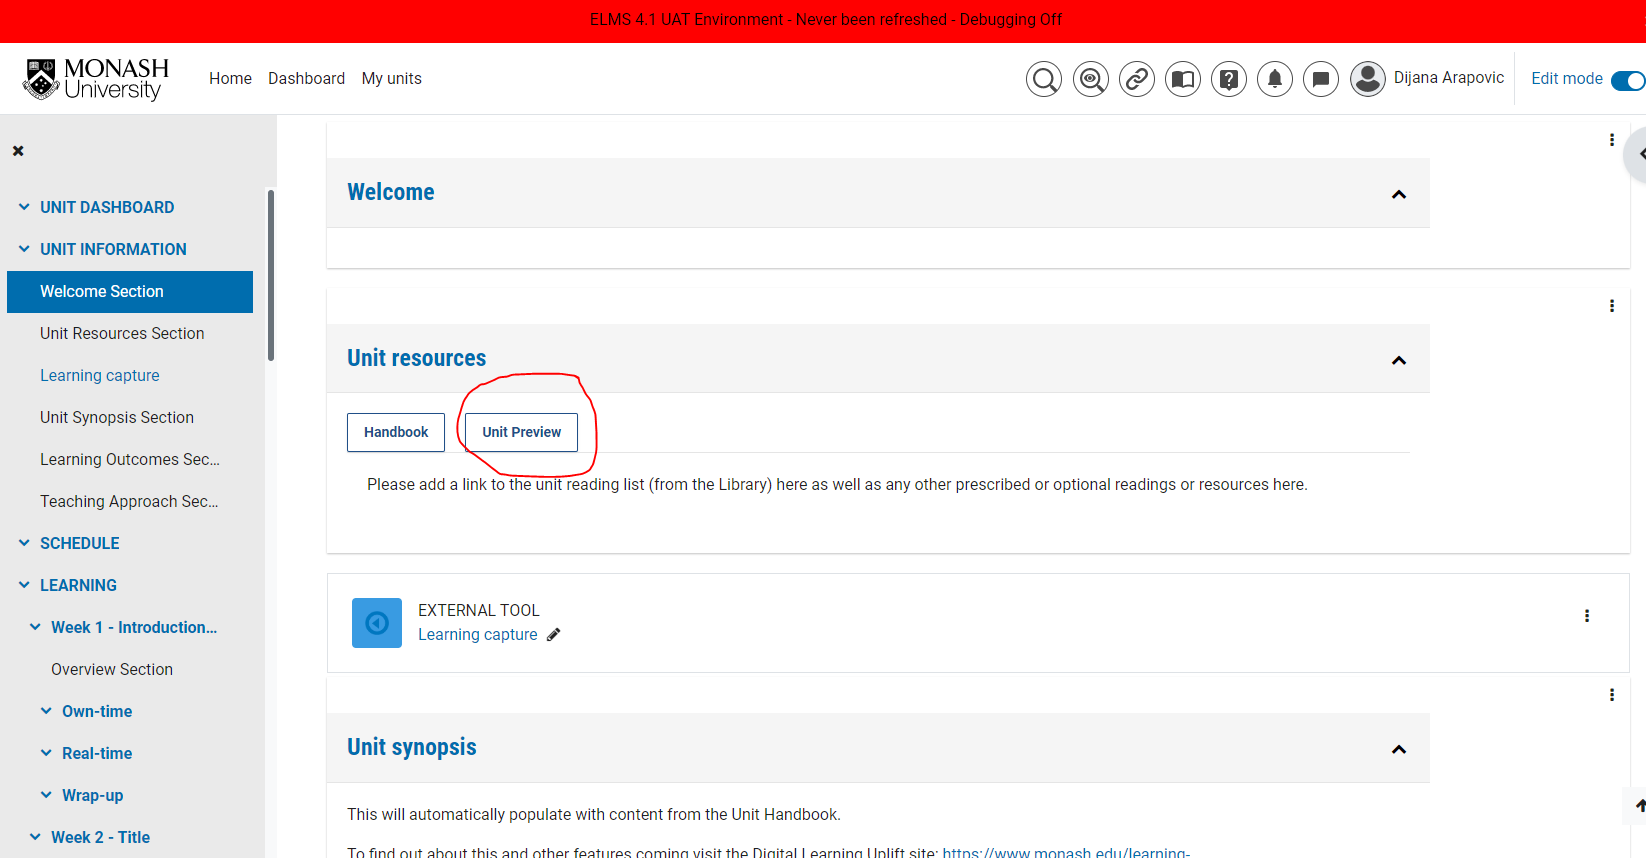 ELMS 4.1 UAT Environment - Never been refreshed - Debugging Off
MONASH
University
Home Dashboard My units
Dijana Arapovic
Edit mode
UNIT DASHBOARD
UNIT INFORMATION
Welcome Section
Unit Resources Section
Learning capture
Unit Synopsis Section
Learning Outcomes Sec...
Teaching Approach Sec...
SCHEDULE
LEARNING
Week 1 - Introduction...
Overview Section
Own-time
Real-time
Wrap-up
Week 2 - Title
Welcome
Unit resources
Handbook Unit Preview
Please add a link to the unit reading list (from the Library) here as well as any other prescribed or optional readings or resources here.
EXTERNAL TOOL
Learning capture
Unit synopsis
This will automatically populate with content from the Unit Handbook.
To find out about this and other features coming visit the Digital Learning Uplift site: https://www.monash.edu/learning-